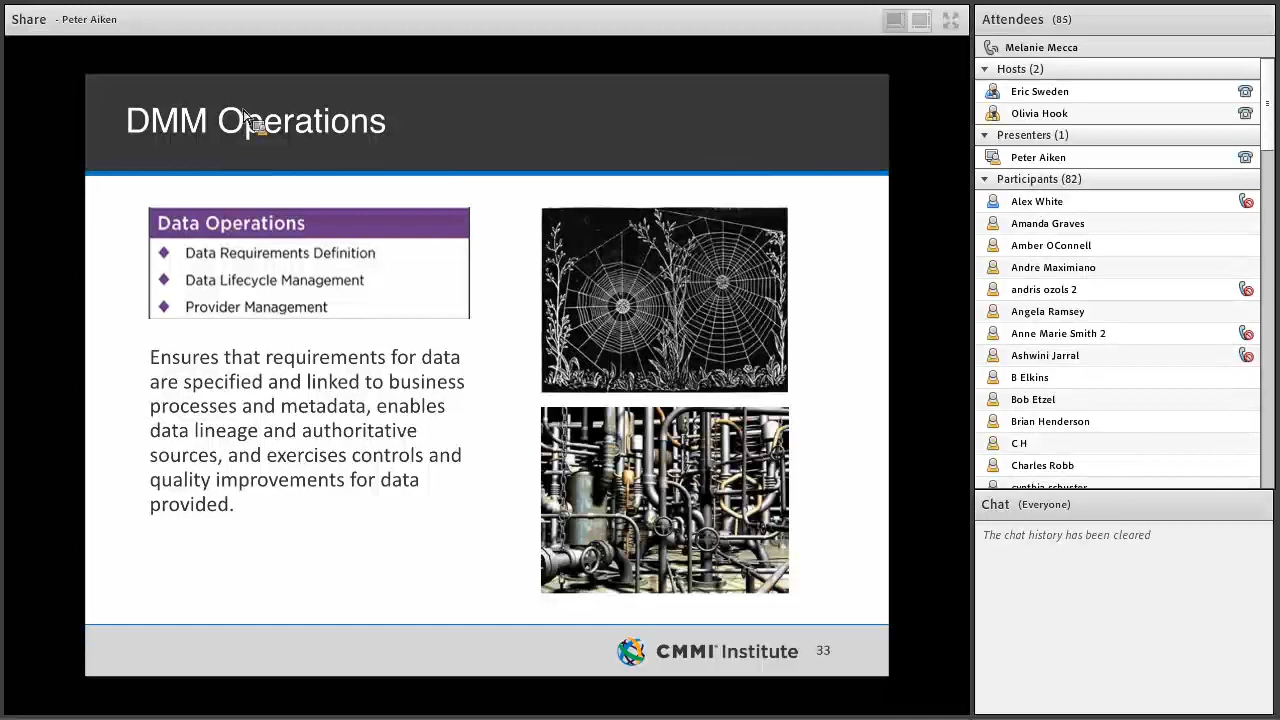 Share - Peter Aiken
DMM Operations
Data Operations
Data Requirements Definition
Data Lifecycle Management
Provider Management
Ensures that requirements for data
are specified and linked to business
processes and metadata, enables
data lineage and authoritative
sources, and exercises controls and
quality improvements for data
provided.
CMMI Institute
33
Attendees (85)
Melanie Mecca
Hosts (2)
Eric Sweden
Olivia Hook
Presenters (1)
Peter Aiken
Participants (82)
Alex White
Amanda Graves
Amber OConnell
Andre Maximiano
andris ozols 2
Angela Ramsey
Anne Marie Smith 2
Ashwini Jarral
B Elkins
Bob Etzel
Brian Henderson
C H
Charles Robb
Chat (Everyone)
The chat history has been cleared